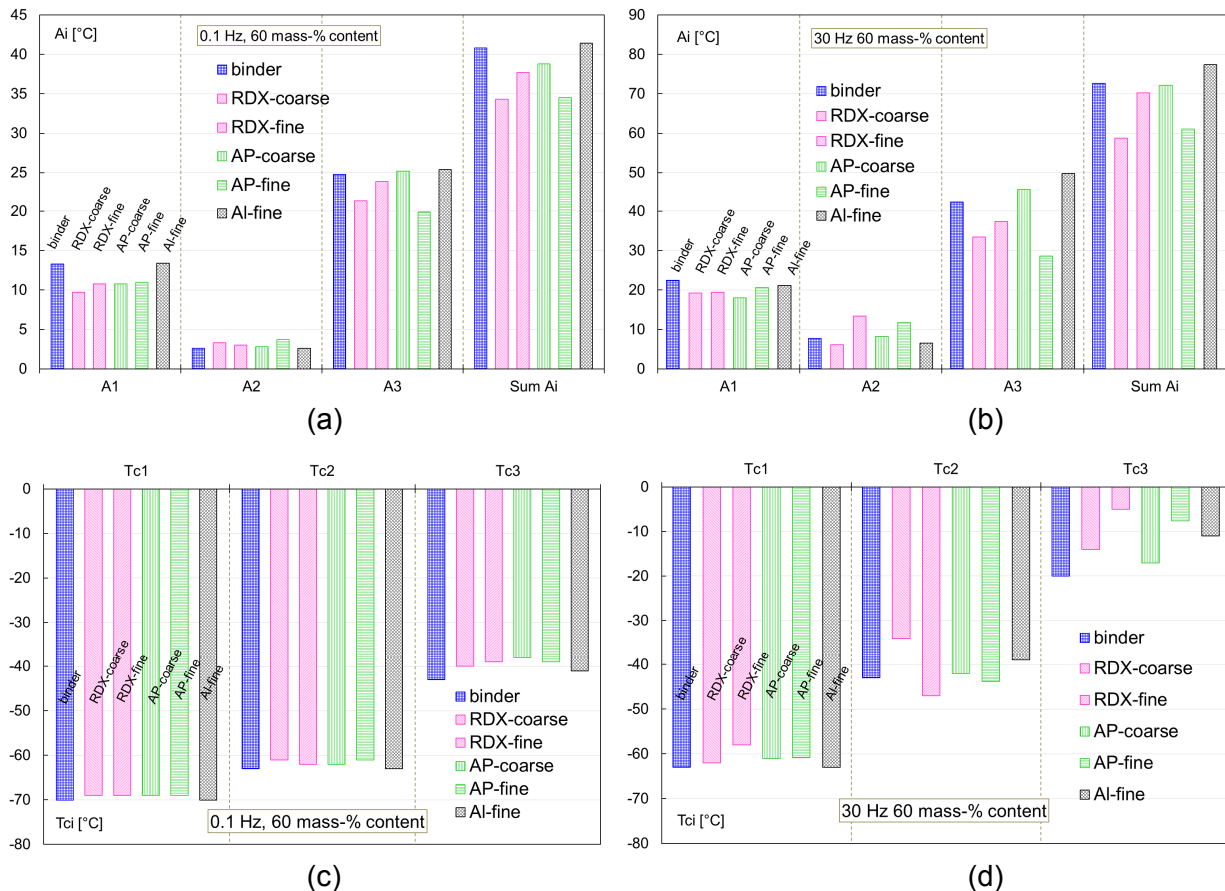 45
40
35
30
25
20
15
10
5
0
Ai [°C]
0.1 Hz, 60 mass-% content
binder
RDX-coarse
RDX-fine
AP-coarse
AP-fine
Al-fine
binder
RDX-coarse
RDX-fine
AP-coarse
AP-fine
Al-fine
A1
A2
A3
Sum Ai
(a)
90
80
70
60
50
40
30
20
10
0
Ai [°C]
30 Hz 60 mass-% content
binder
RDX-coarse
RDX-fine
AP-coarse
AP-fine
Al-fine
binder
RDX-coarse
RDX-fine
AP-coarse
AP-fine
Al-fine
A1
A2
A3
Sum Ai
(b)
Tc1
Tc2
Tc3
0
-10
-20
-30
-40
-50
-60
-70
-80
binder
RDX-coarse
RDX-fine
AP-coarse
AP-fine
Al-fine
binder
RDX-coarse
RDX-fine
AP-coarse
AP-fine
Al-fine
Tci [°C]
0.1 Hz, 60 mass-% content
(c)
Tc1
Tc2
Tc3
0
-10
-20
-30
-40
-50
-60
-70
-80
binder
RDX-coarse
RDX-fine
AP-coarse
AP-fine
Al-fine
binder
RDX-coarse
RDX-fine
AP-coarse
AP-fine
Al-fine
Tci [°C]
30 Hz 60 mass-% content
(d)